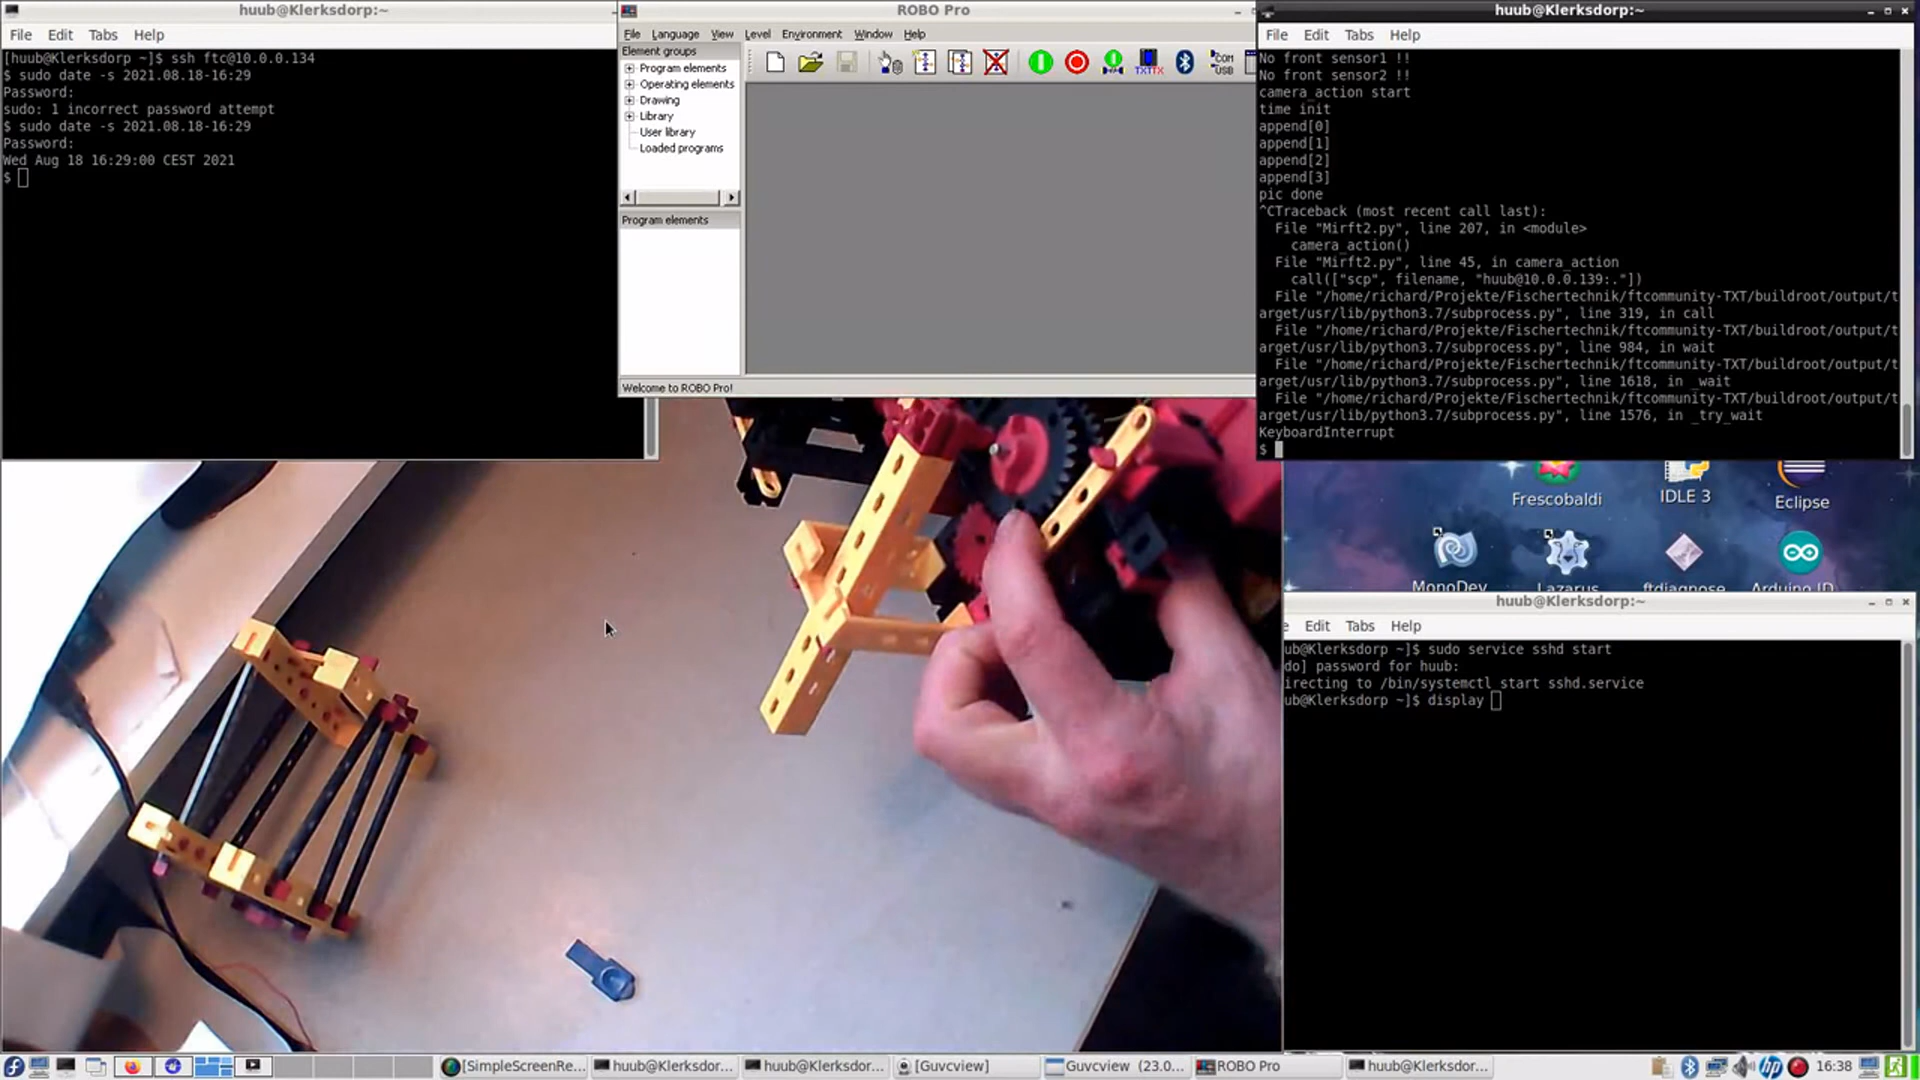 huub@Klerksdorp:~
File Edit Tabs Help
[huub@Klerksdorp ~]$ ssh ftc@10.0.0.134
$ sudo date -s 2021.08.18-16:29
Password:
sudo: 1 incorrect password attempt
$ sudo date -s 2021.08.18-16:29
Password:
Wed Aug 18 16:29:00 CEST 2021
$
ROBO Pro
File Language View Level Environment Window Help
Element groups
Program elements
Operating elements
Drawing
Library
User library
Loaded programs
Program elements
TXTTX
COM
USB
Welcome to ROBO Pro!
huub@Klerksdorp:~
File Edit Tabs Help
No front sensor1 !!
No front sensor2 !!
camera_action start
time init
append[0]
append[1]
append[2]
append[3]
pic done
^CTraceback (most recent call last):
File "Mirft2.py", line 207, in <module>
camera_action()
File "Mirft2.py", line 45, in camera_action
call(["scp", filename, "huub@10.0.0.139:."])
File "/home/richard/Projekte/Fischertechnik/ftcommunity-TXT/buildroot/output/t
arget/usr/lib/python3.7/subprocess.py", line 319, in call
File "/home/richard/Projekte/Fischertechnik/ftcommunity-TXT/buildroot/output/t
arget/usr/lib/python3.7/subprocess.py", line 984, in wait
File "/home/richard/Projekte/Fischertechnik/ftcommunity-TXT/buildroot/output/t
arget/usr/lib/python3.7/subprocess.py", line 1618, in _wait
File "/home/richard/Projekte/Fischertechnik/ftcommunity-TXT/buildroot/output/t
arget/usr/lib/python3.7/subprocess.py", line 1576, in _try_wait
KeyboardInterrupt
$
Frescobaldi IDLE 3 Eclipse
MonoDev Lazarus ftdiagnose Arduino ID
huub@Klerksdorp:~
e Edit Tabs Help
ub@Klerksdorp ~]$ sudo service sshd start
do] password for huub:
irecting to /bin/systemctl start sshd.service
ub@Klerksdorp ~]$ display
[SimpleScreenRe... huub@Klerksdor... huub@Klerksdor... [Guvcview] Guvcview (23.0... ROBO Pro huub@Klerksdor... 16:38